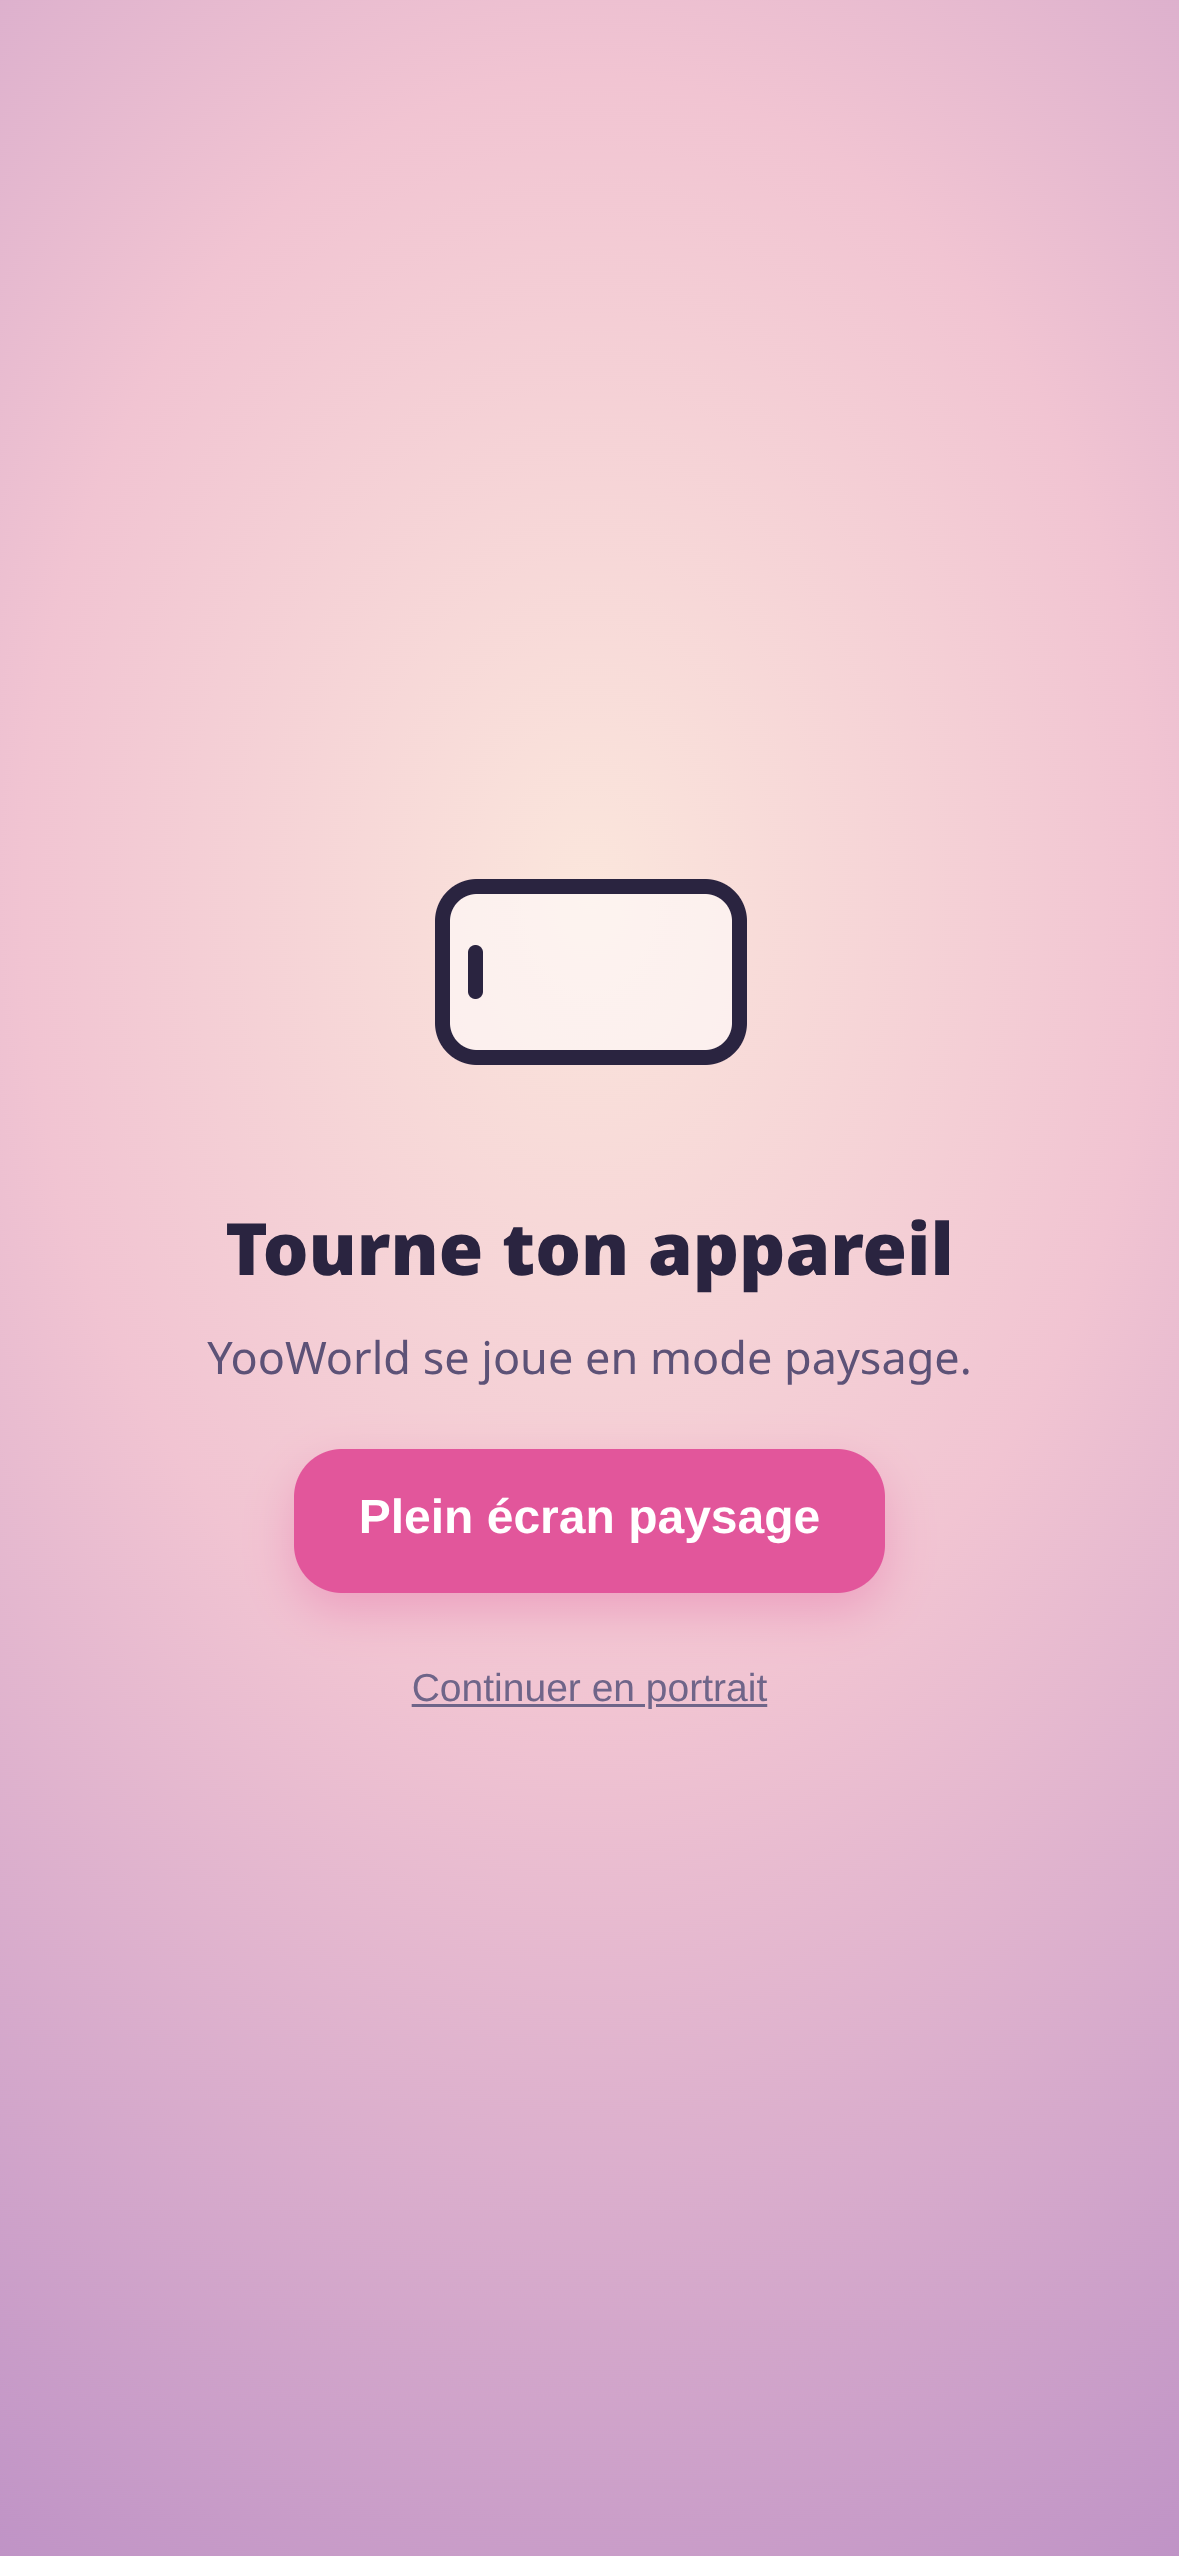 Tourne ton appareil
YooWorld se joue en mode paysage.
Plein écran paysage
Continuer en portrait